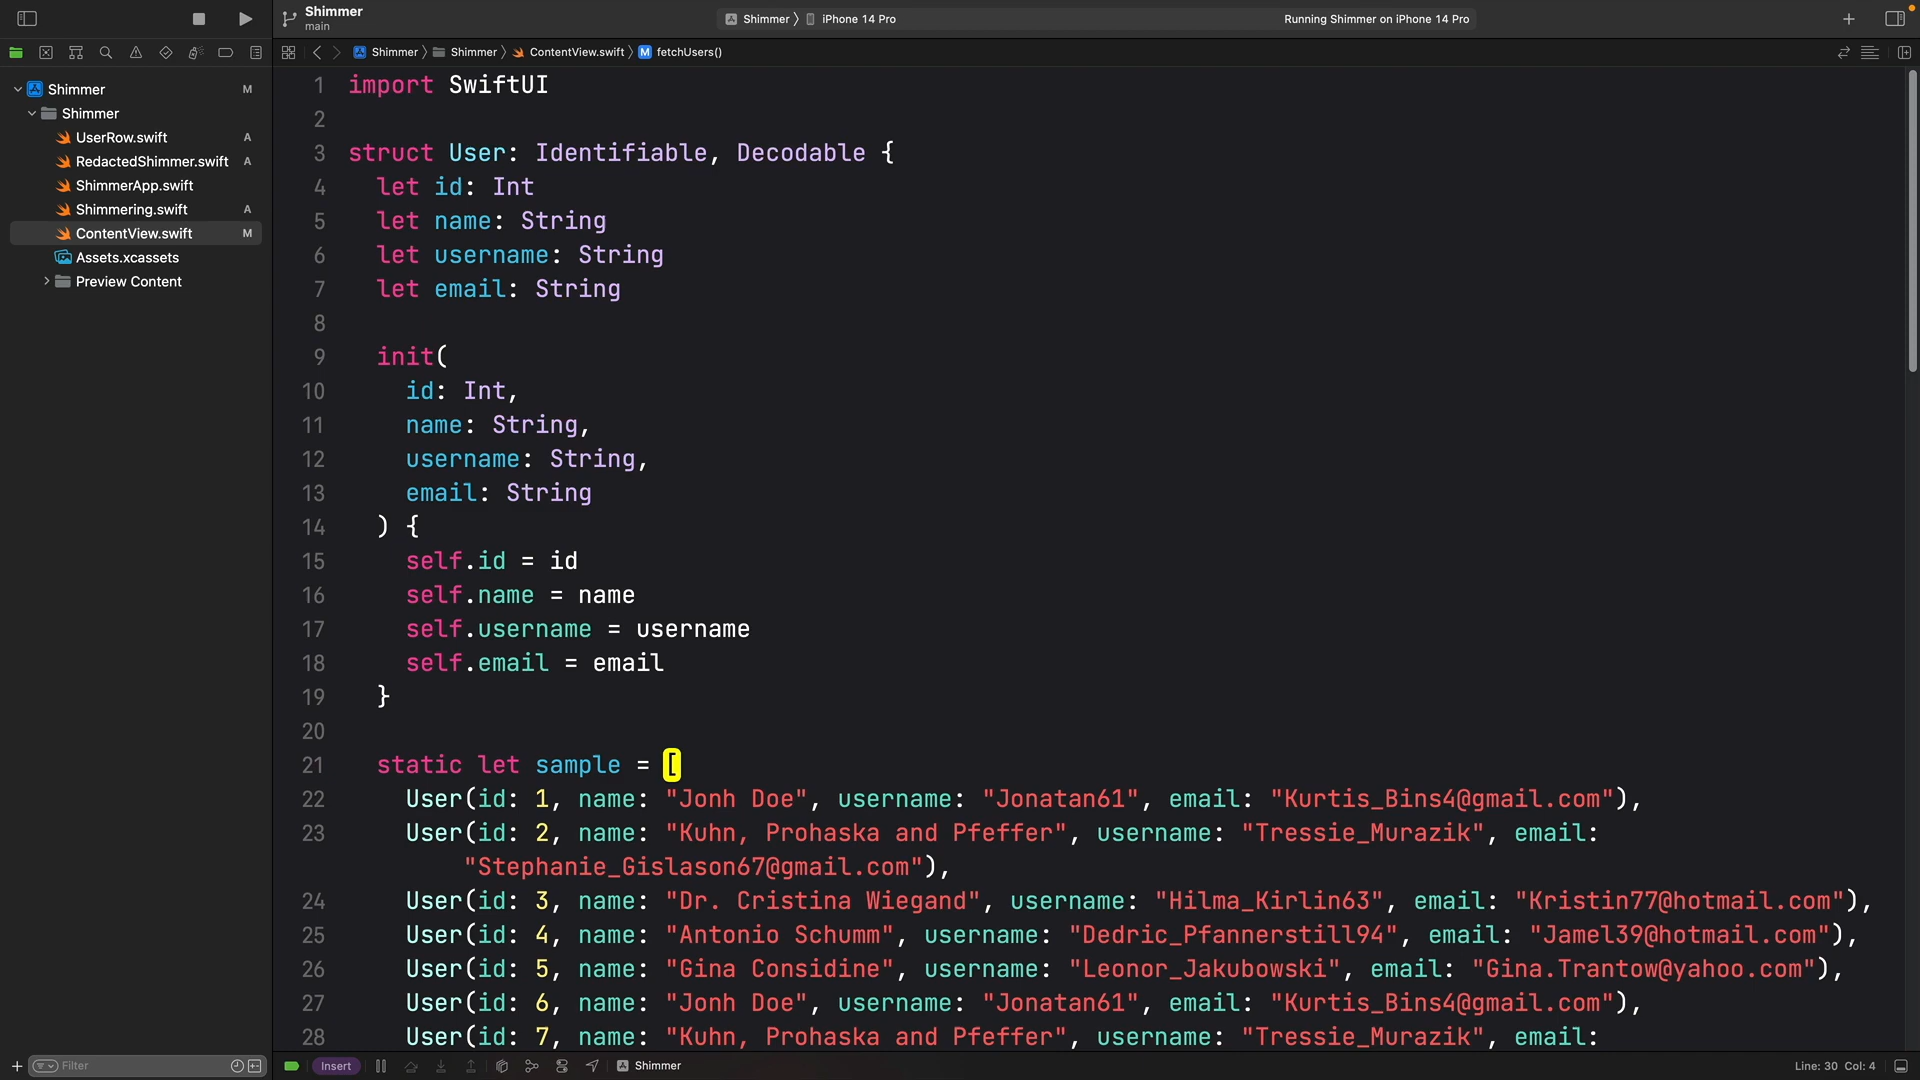 Shimmer
main
Shimmer
iPhone 14 Pro
Running Shimmer on iPhone 14 Pro
Shimmer
Shimmer
ContentView.swift
M
fetchUsers()
Shimmer M
Shimmer
UserRow.swift A
RedactedShimmer.swift A
ShimmerApp.swift
Shimmering.swift A
ContentView.swift M
Assets.xcassets
Preview Content
1 import SwiftUI
2
3 struct User: Identifiable, Decodable {
4 let id: Int
5 let name: String
6 let username: String
7 let email: String
8
9 init(
10 id: Int,
11 name: String,
12 username: String,
13 email: String
14 ) {
15 self.id = id
16 self.name = name
17 self.username = username
18 self.email = email
19 }
20
21 static let sample = [
22 User(id: 1, name: "Jonh Doe", username: "Jonatan61", email: "Kurtis_Bins4@gmail.com"),
23 User(id: 2, name: "Kuhn, Prohaska and Pfeffer", username: "Tressie_Murazik", email:
"Stephanie_Gislason67@gmail.com"),
24 User(id: 3, name: "Dr. Cristina Wiegand", username: "Hilma_Kirlin63", email: "Kristin77@hotmail.com"),
25 User(id: 4, name: "Antonio Schumm", username: "Dedric_Pfannerstill94", email: "Jamel39@hotmail.com"),
26 User(id: 5, name: "Gina Considine", username: "Leonor_Jakubowski", email: "Gina.Trantow@yahoo.com"),
27 User(id: 6, name: "Jonh Doe", username: "Jonatan61", email: "Kurtis_Bins4@gmail.com"),
28 User(id: 7, name: "Kuhn, Prohaska and Pfeffer", username: "Tressie_Murazik", email:
Filter
Insert
Shimmer
Line: 30 Col: 4